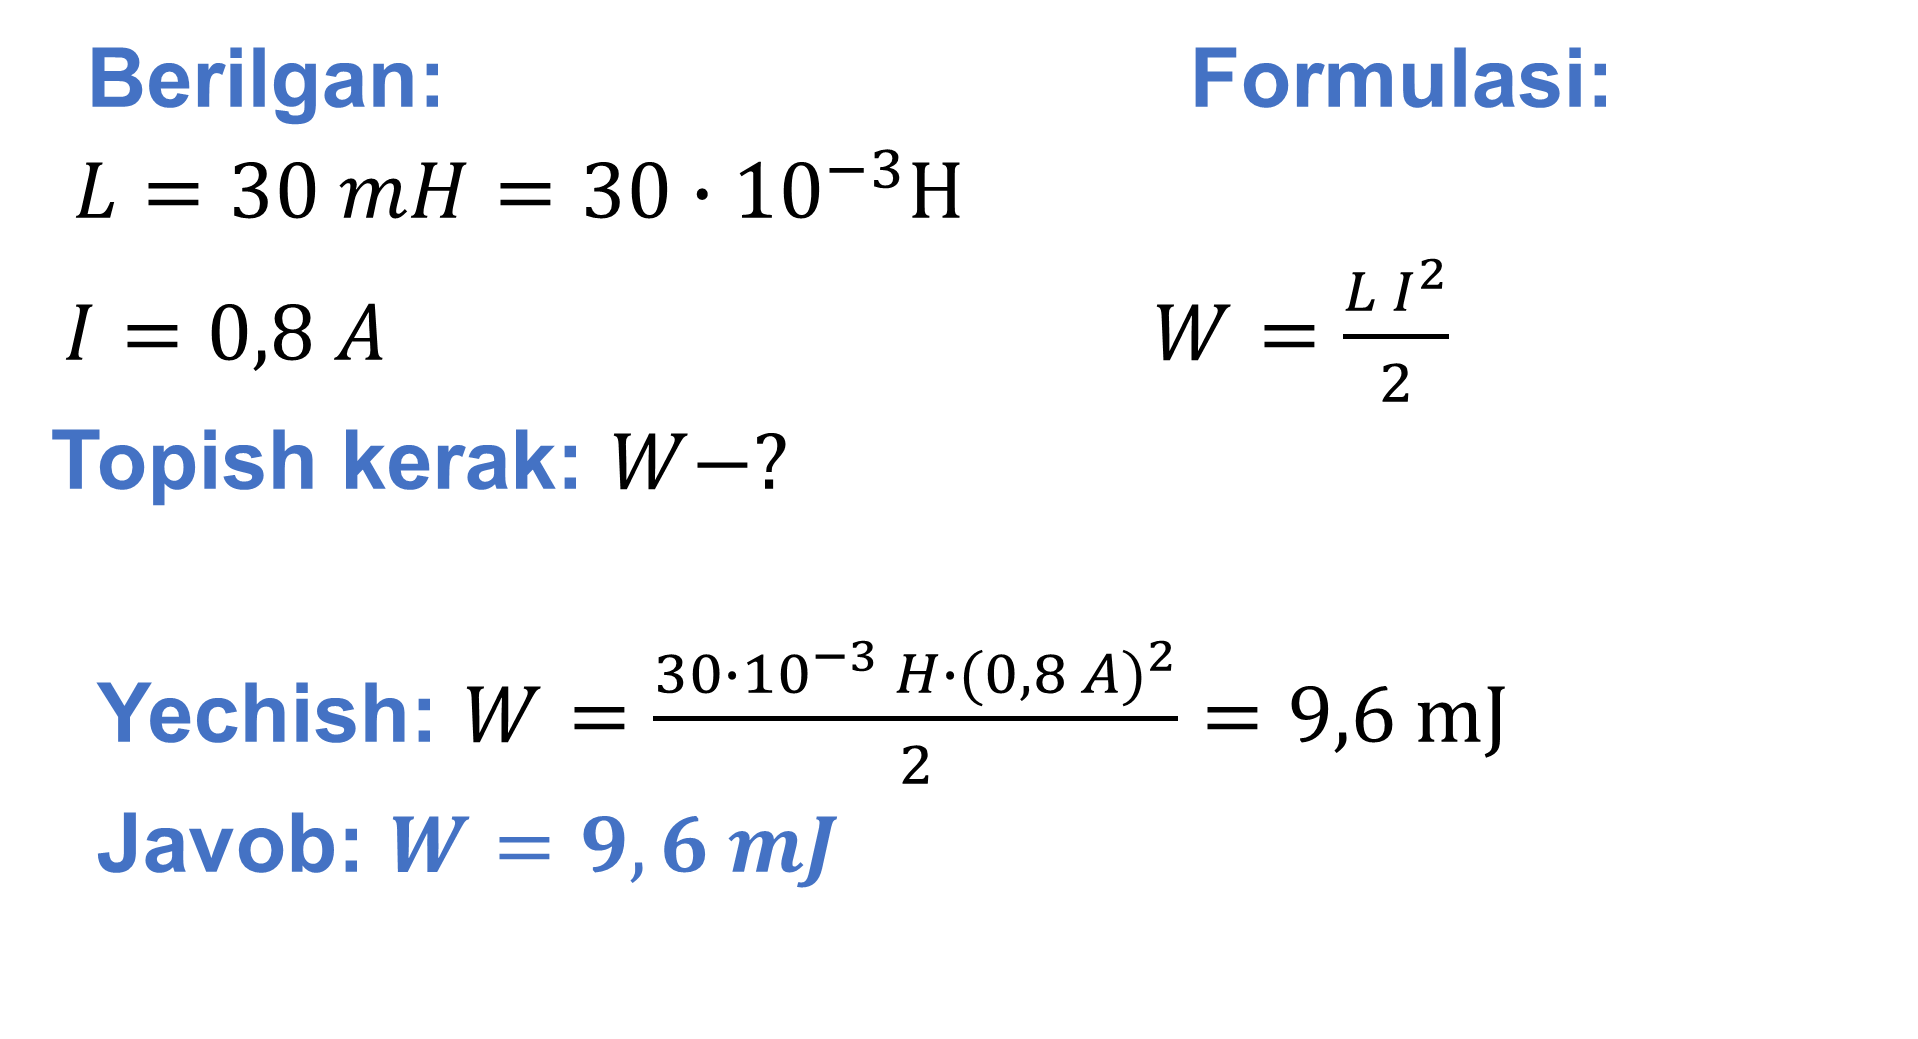 Berilgan:
Formulasi:
L = 30 mH = 30 · 10⁻³H
I = 0,8 A
W = L I² / 2
Topish kerak: W−?
Yechish: W = 30·10⁻³ H·(0,8 A)² / 2 = 9,6 mJ
Javob: W = 9, 6 mJ